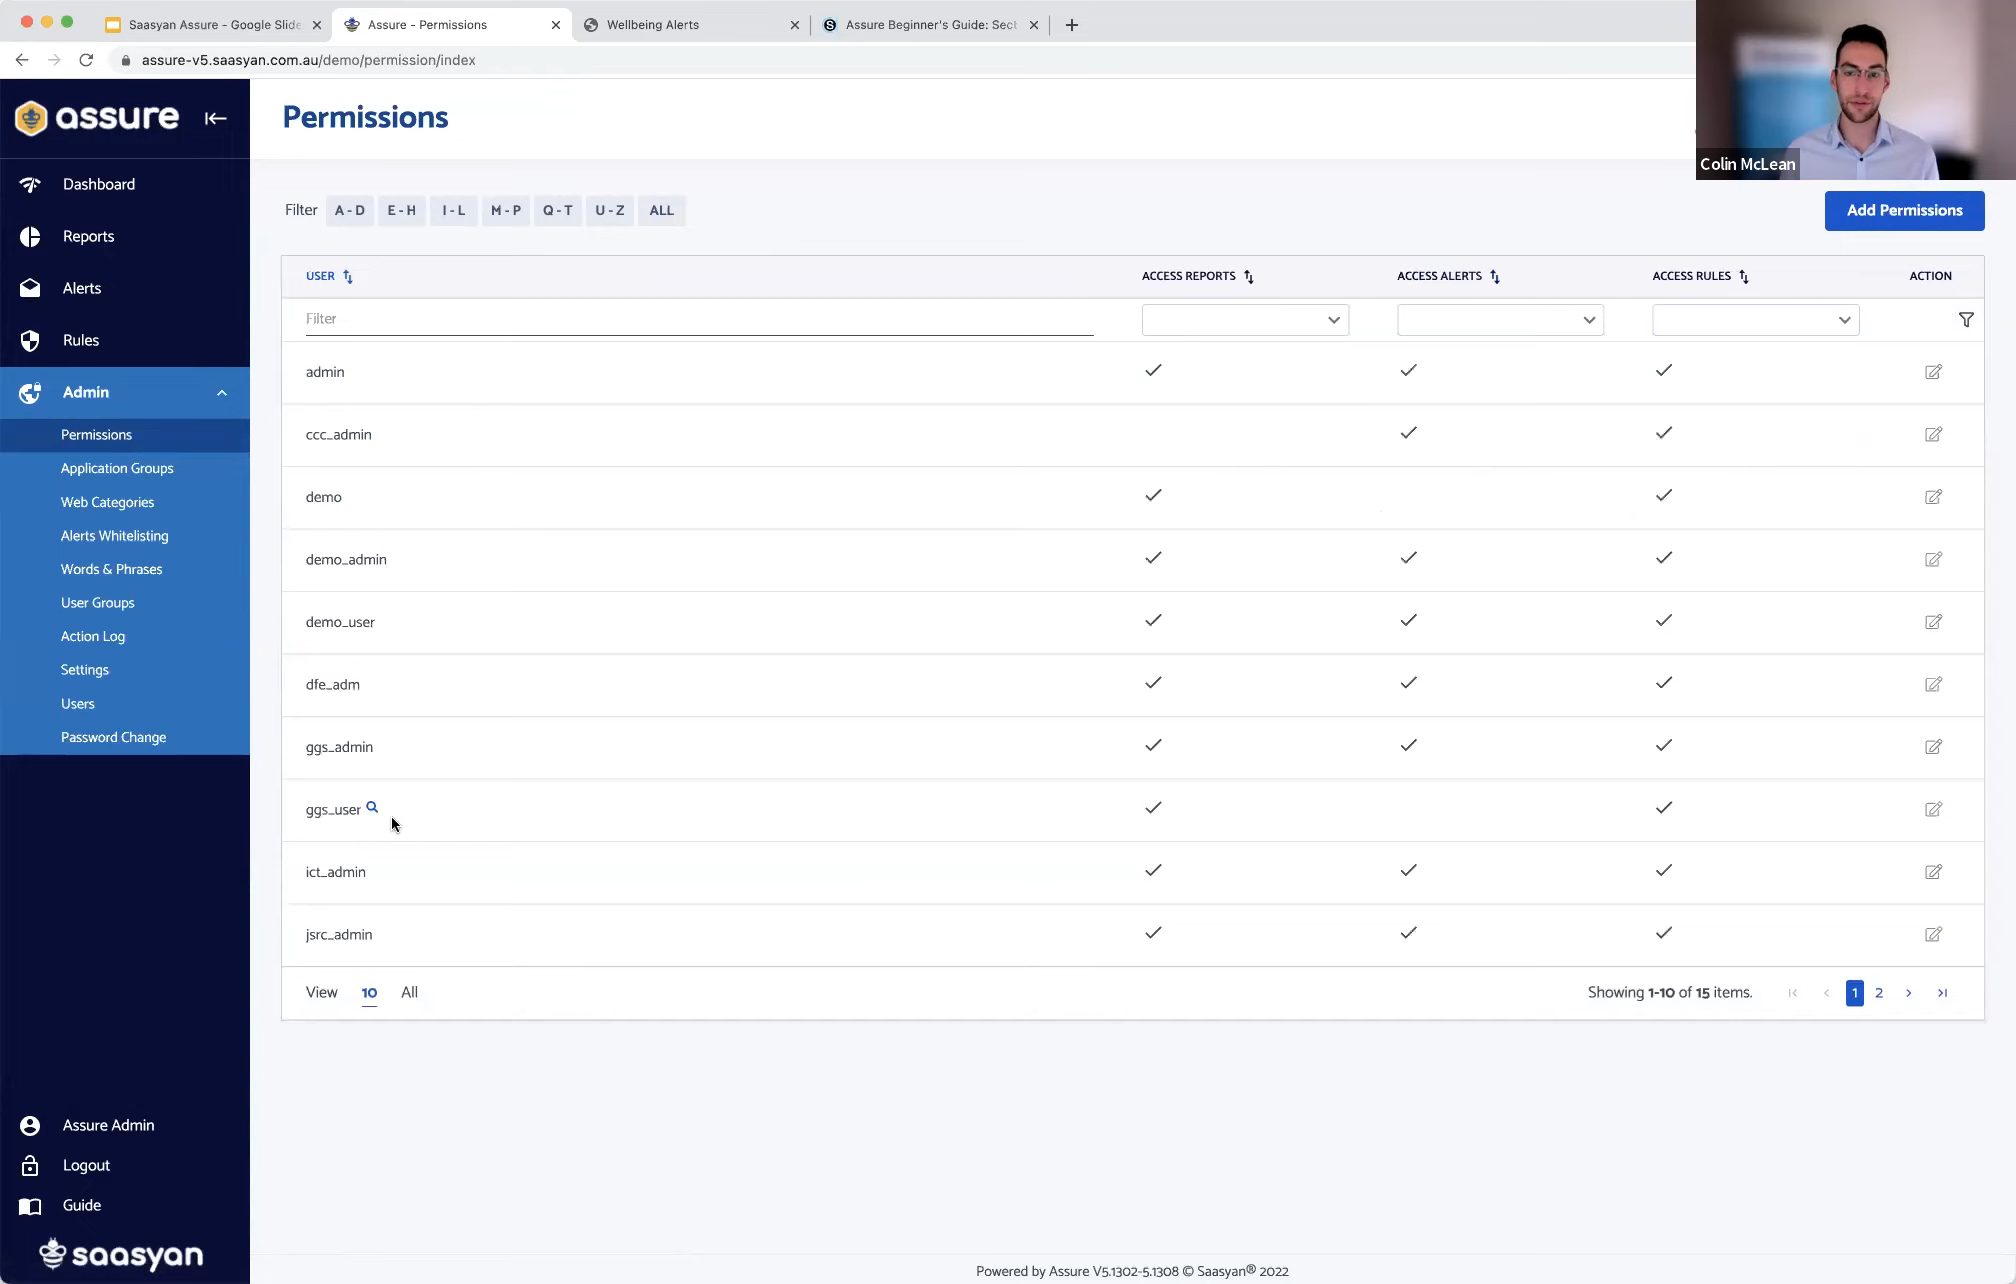 Saasyan Assure - Google Slide
Assure - Permissions
Wellbeing Alerts
Assure Beginner's Guide: Sect
assure-v5.saasyan.com.au/demo/permission/index
assure
Permissions
Colin McLean
Dashboard
Reports
Alerts
Rules
Admin
Permissions
Application Groups
Web Categories
Alerts Whitelisting
Words & Phrases
User Groups
Action Log
Settings
Users
Password Change
Assure Admin
Logout
Guide
saasyan
Filter A - D E - H I - L M - P Q - T U - Z ALL
Add Permissions
USER ACCESS REPORTS ACCESS ALERTS ACCESS RULES ACTION
Filter
admin
ccc_admin
demo
demo_admin
demo_user
dfe_adm
ggs_admin
ggs_user
ict_admin
jsrc_admin
View 10 All
Showing 1-10 of 15 items. 1 2
Powered by Assure V5.1302-5.1308 © Saasyan® 2022